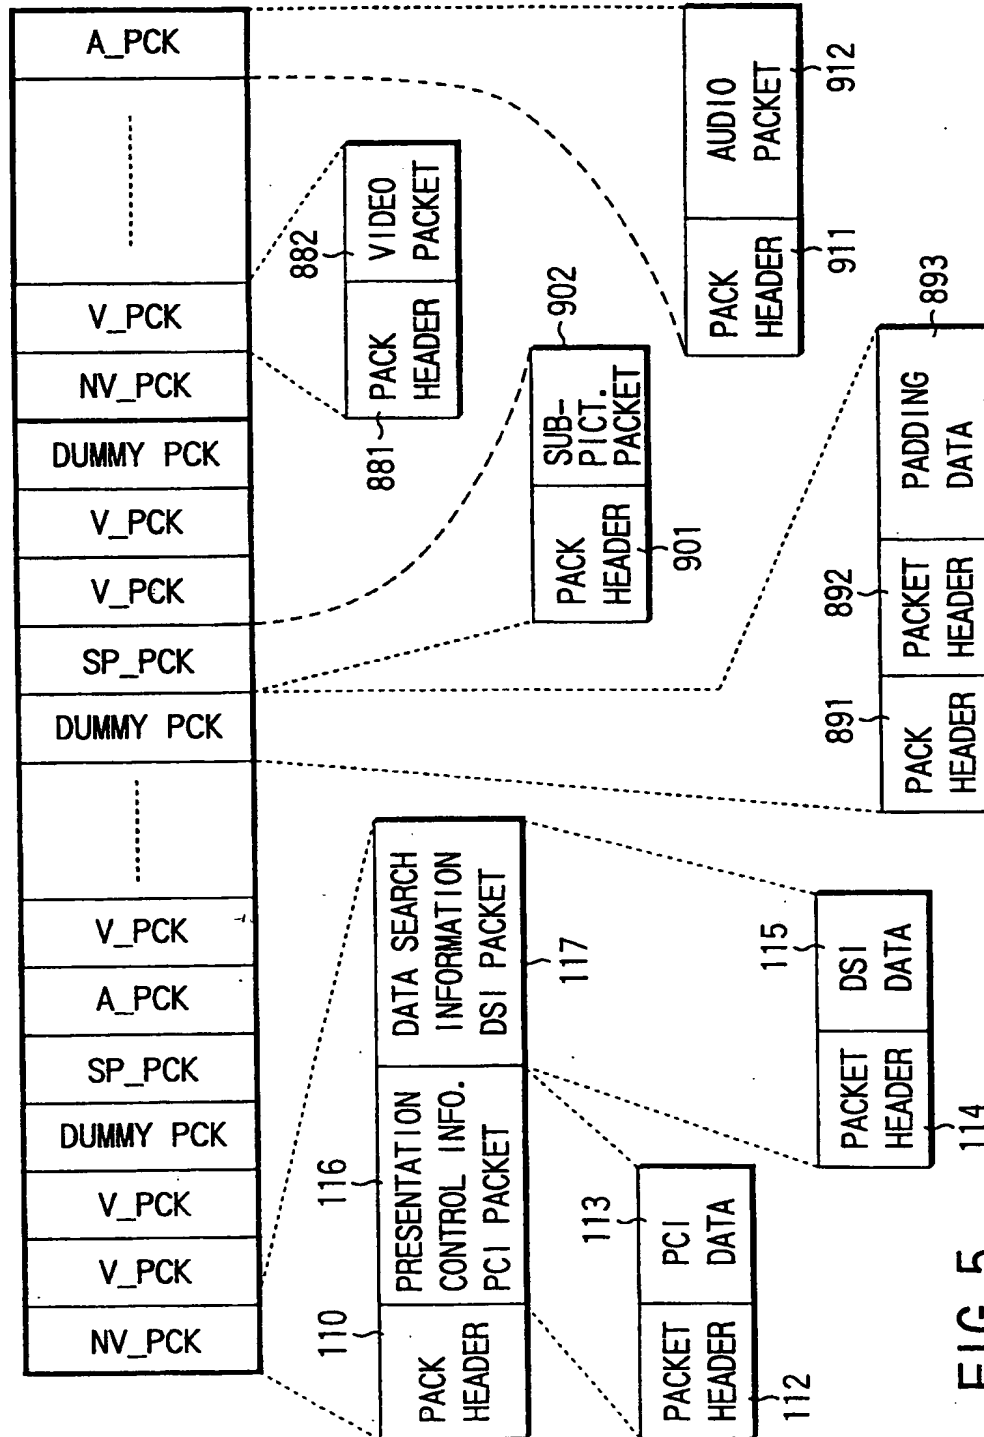 NV_PCK
V_PCK
V_PCK
DUMMY PCK
SP_PCK
A_PCK
V_PCK
DUMMY PCK
SP_PCK
V_PCK
V_PCK
DUMMY PCK
NV_PCK
V_PCK
A_PCK
110
PACK
HEADER
116
PRESENTATION
CONTROL INFO.
PCI PACKET
DATA SEARCH
INFORMATION
DSI PACKET
117
881
PACK
HEADER
882
VIDEO
PACKET
PACK
HEADER
901
SUB-
PICT.
PACKET
902
PACK
HEADER
911
AUDIO
PACKET
912
PACKET
HEADER
112
113
PCI
DATA
PACKET
HEADER
114
115
DSI
DATA
891
PACK
HEADER
892
PACKET
HEADER
PADDING
DATA
893
FIG. 5